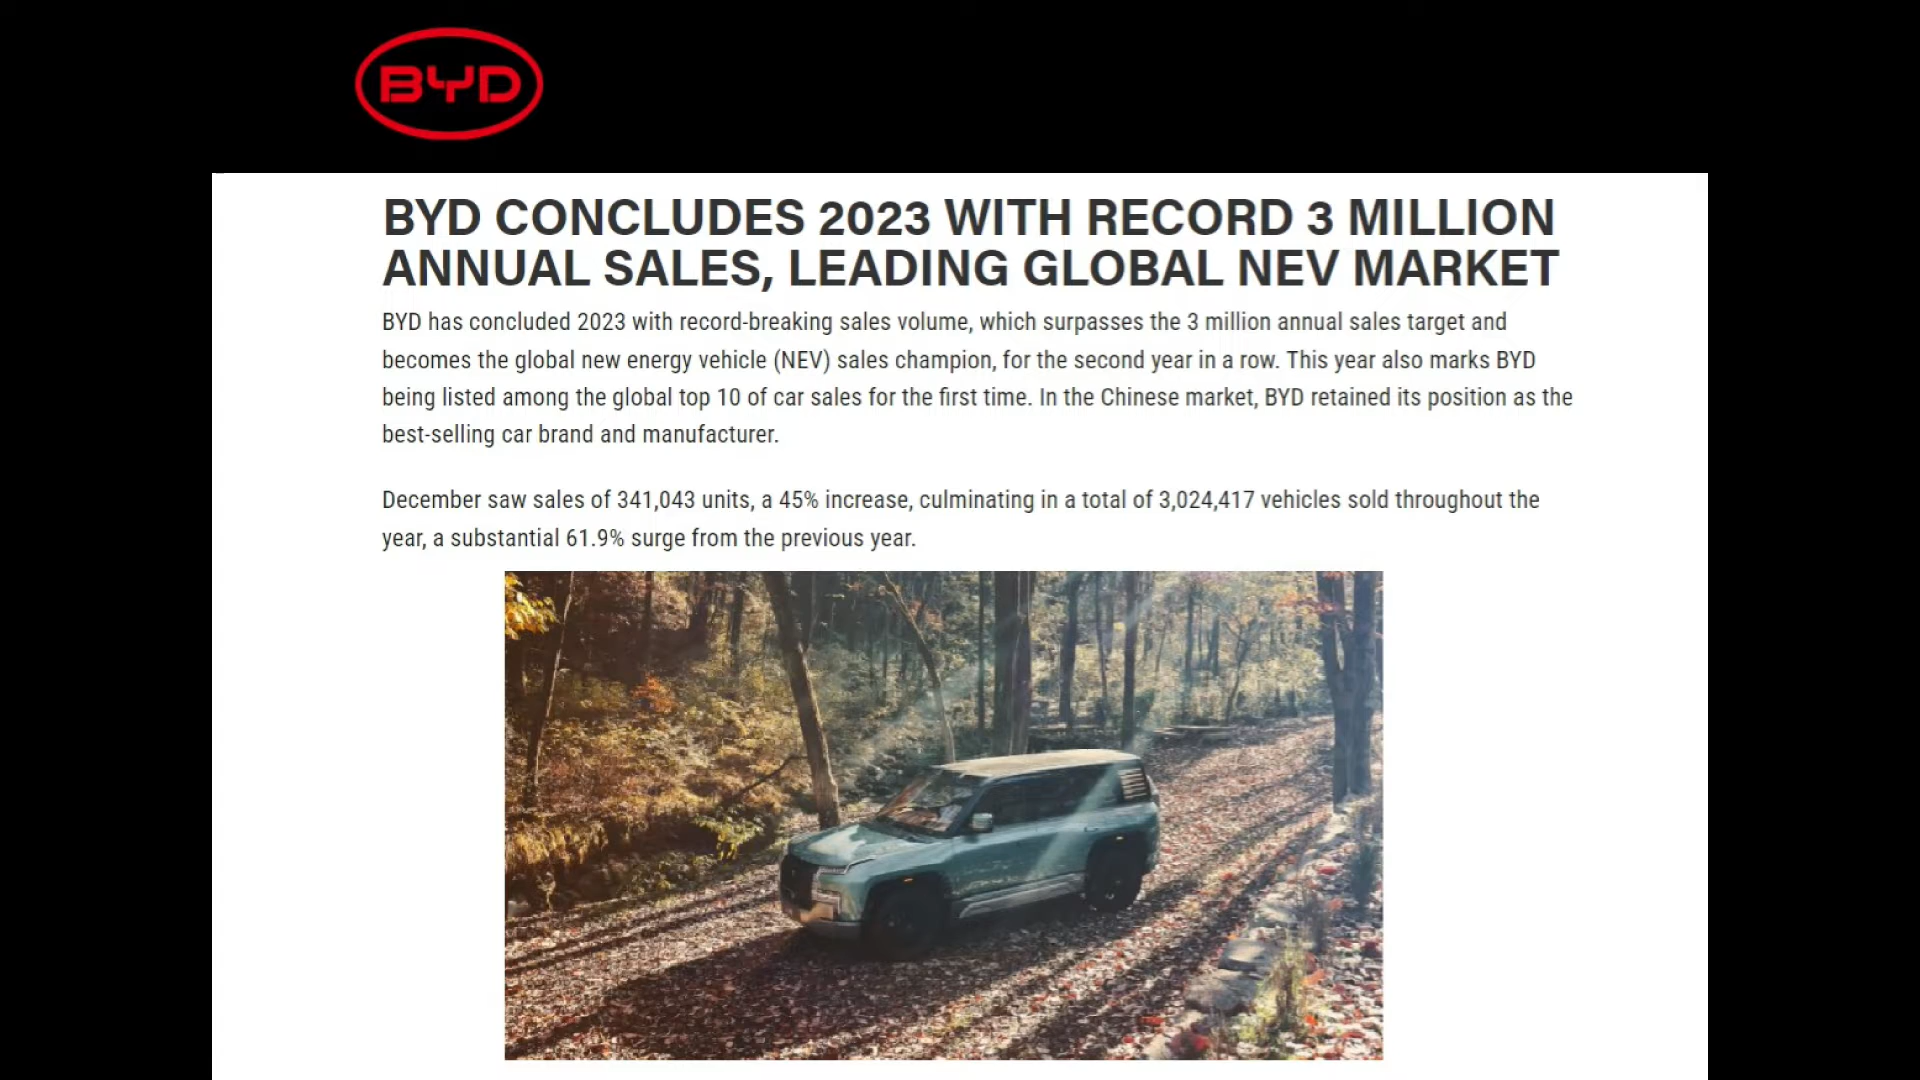 BYD
BYD CONCLUDES 2023 WITH RECORD 3 MILLION
ANNUAL SALES, LEADING GLOBAL NEV MARKET
BYD has concluded 2023 with record-breaking sales volume, which surpasses the 3 million annual sales target and
becomes the global new energy vehicle (NEV) sales champion, for the second year in a row. This year also marks BYD
being listed among the global top 10 of car sales for the first time. In the Chinese market, BYD retained its position as the
best-selling car brand and manufacturer.
December saw sales of 341,043 units, a 45% increase, culminating in a total of 3,024,417 vehicles sold throughout the
year, a substantial 61.9% surge from the previous year.